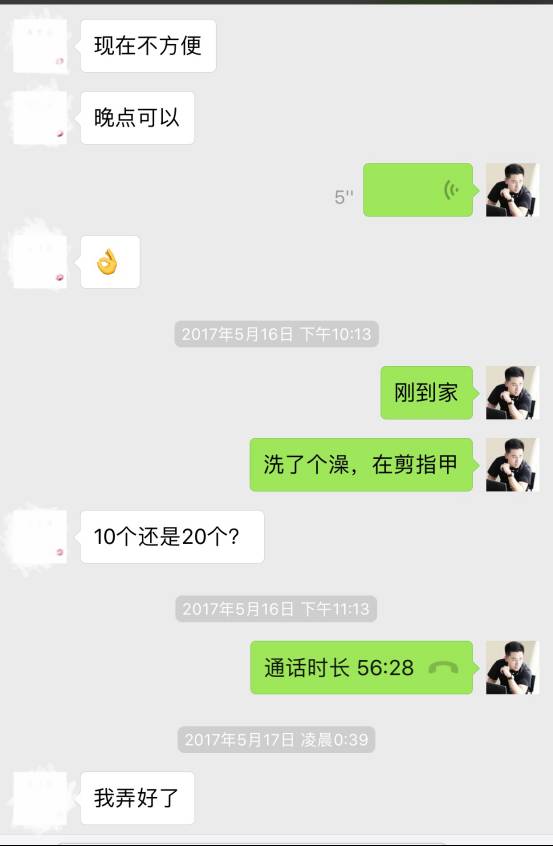 现在不方便
晚点可以
5''
👌
2017年5月16日 下午10:13
刚到家
洗了个澡，在剪指甲
10个还是20个？
2017年5月16日 下午11:13
通话时长 56:28
2017年5月17日 凌晨0:39
我弄好了